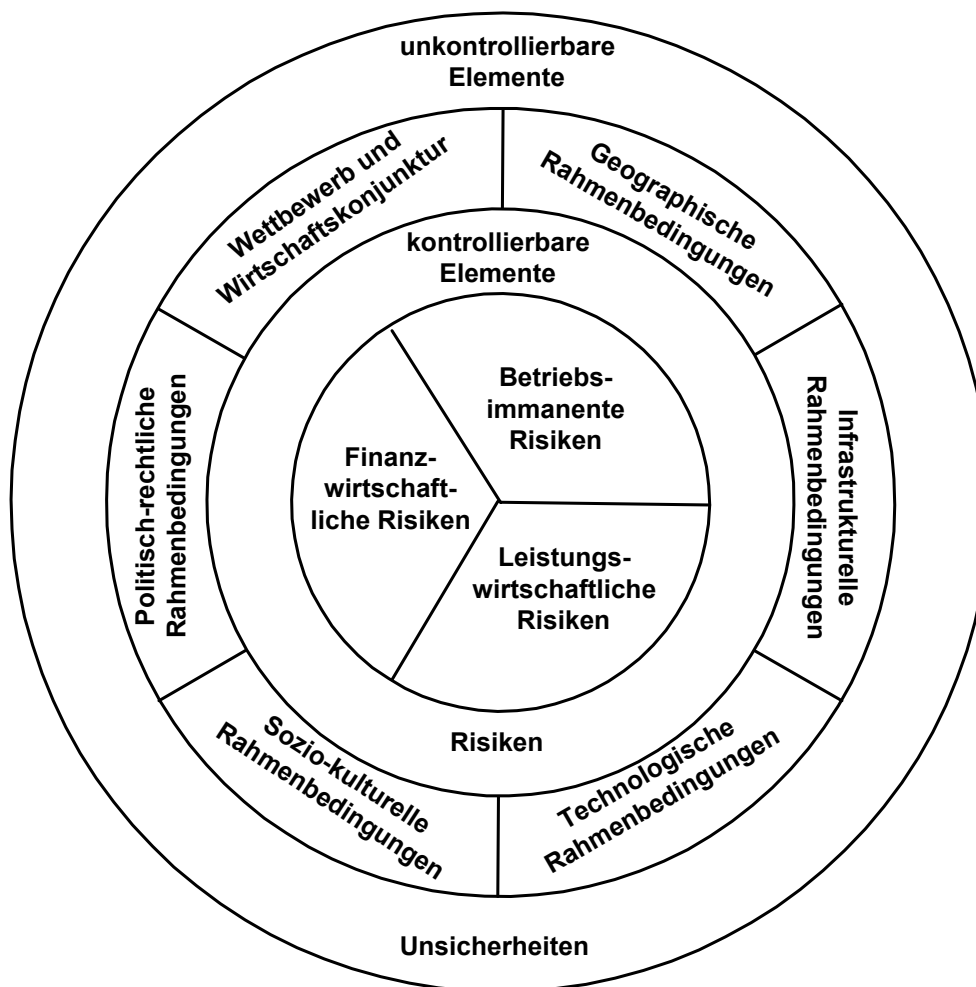 unkontrollierbare
Elemente
Wettbewerb und
Wirtschaftskonjunktur
Geographische
Rahmenbedingungen
kontrollierbare
Elemente
Betriebs-
immanente
Risiken
Finanz-
wirtschaft-
liche Risiken
Leistungs-
wirtschaftliche
Risiken
Politisch-rechtliche
Rahmenbedingungen
Infrastrukturelle
Rahmenbedingungen
Risiken
Sozio-kulturelle
Rahmenbedingungen
Technologische
Rahmenbedingungen
Unsicherheiten